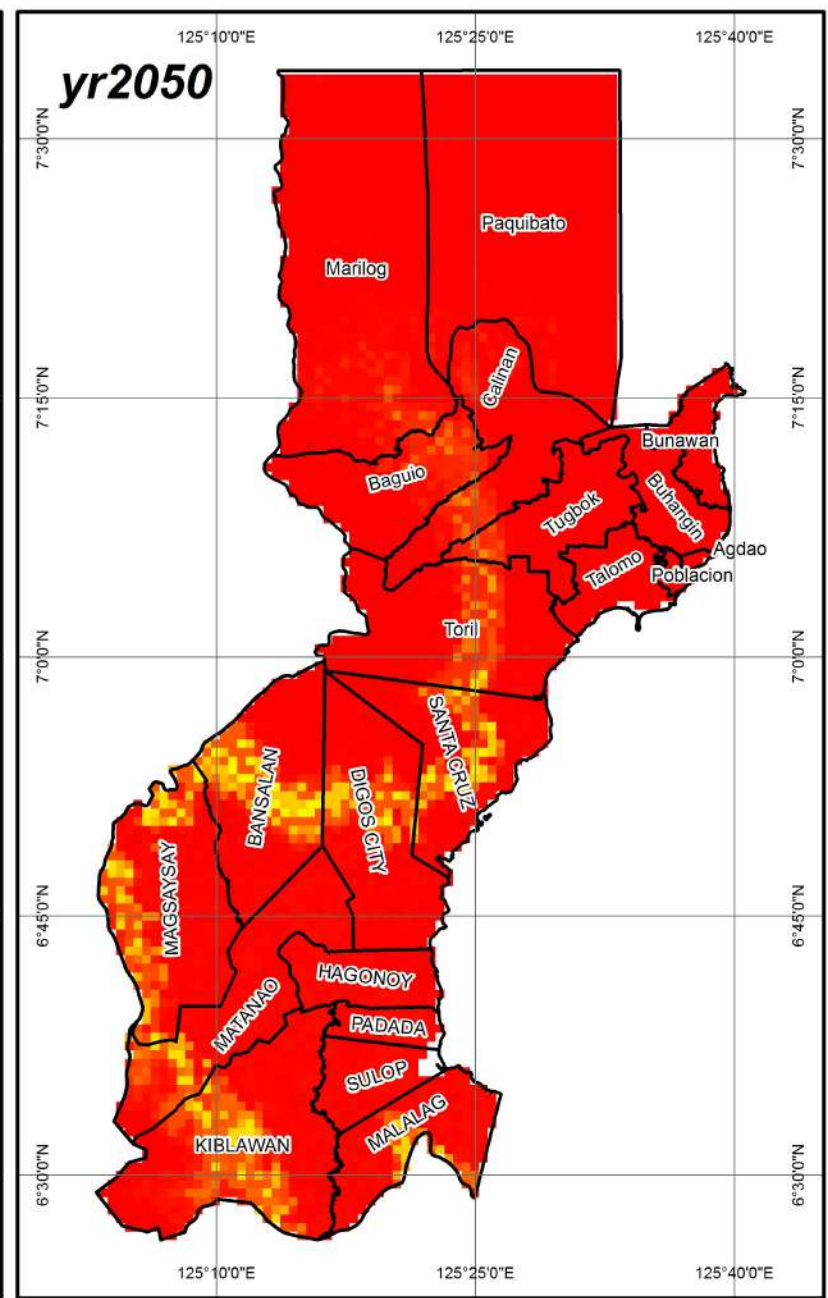 125°10'0"E
125°25'0"E
125°40'0"E
yr2050
7°30'0"N
7°30'0"N
Paquibato
Marilog
Calinan
7°15'0"N
7°15'0"N
Bunawan
Baguio
Buhangin
Tugbok
Agdao
Talomo
Poblacion
Toril
7°0'0"N
7°0'0"N
SANTA CRUZ
BANSALAN
DIGOS CITY
MAGSAYSAY
6°45'0"N
6°45'0"N
HAGONOY
MATANAO
PADADA
SULOP
MALALAG
KIBLAWAN
6°30'0"N
6°30'0"N
125°10'0"E
125°25'0"E
125°40'0"E